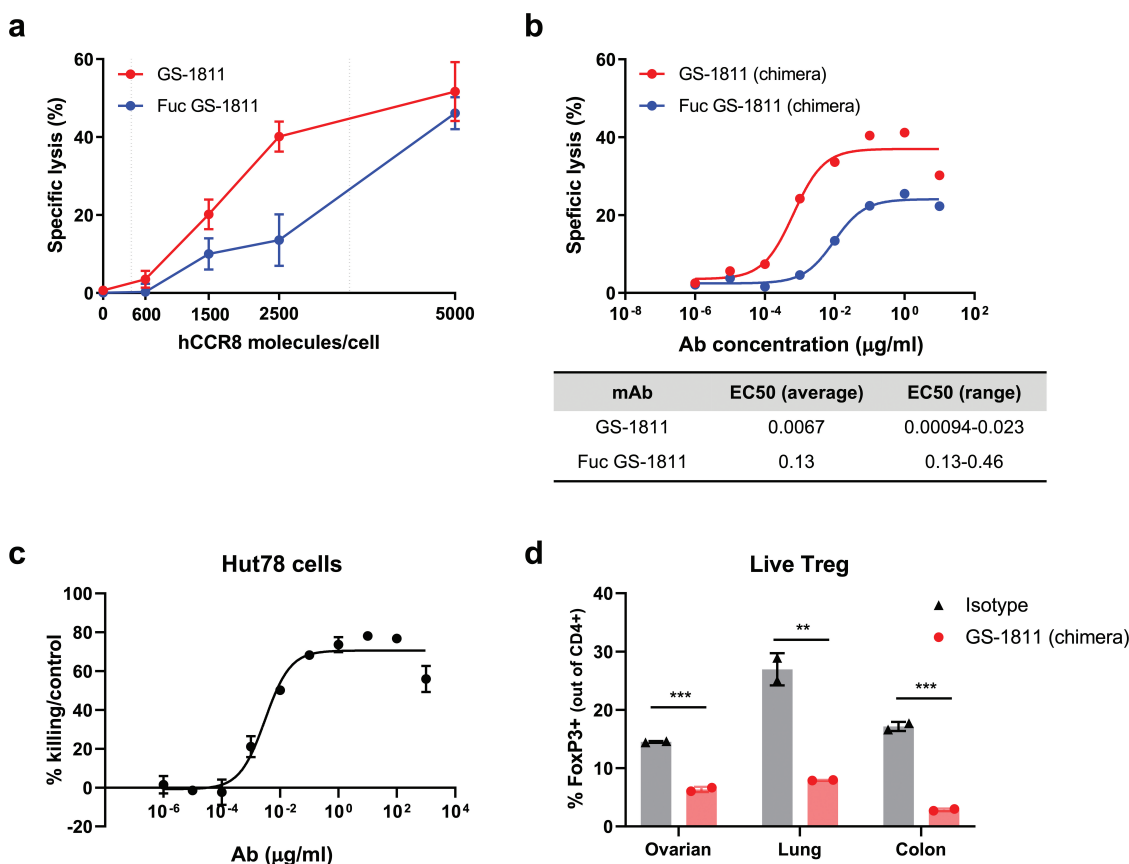 a
60
40
20
0
Specific lysis (%)
GS-1811
Fuc GS-1811
0 600 1500 2500 5000
hCCR8 molecules/cell
b
60
40
20
0
Speficic lysis (%)
GS-1811 (chimera)
Fuc GS-1811 (chimera)
10⁻⁸ 10⁻⁶ 10⁻⁴ 10⁻² 10⁰ 10²
Ab concentration (μg/ml)
mAb EC50 (average) EC50 (range)
GS-1811 0.0067 0.00094-0.023
Fuc GS-1811 0.13 0.13-0.46
c
Hut78 cells
100
80
60
40
20
0
-20
% killing/control
10⁻⁶ 10⁻⁴ 10⁻² 10⁰ 10² 10⁴
Ab (μg/ml)
d
Live Treg
40
30
20
10
0
% FoxP3+ (out of CD4+)
Isotype
GS-1811 (chimera)
*** ** ***
Ovarian Lung Colon